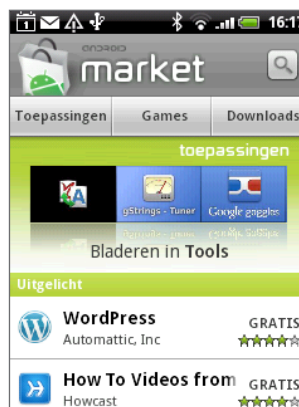 16:1
android
market
Toepassingen Games Downloads
toepassingen
gStrings - Tuner Google goggles
Bladeren in Tools
Uitgelicht
WordPress GRATIS
Automattic, Inc
How To Videos from GRATIS
Howcast